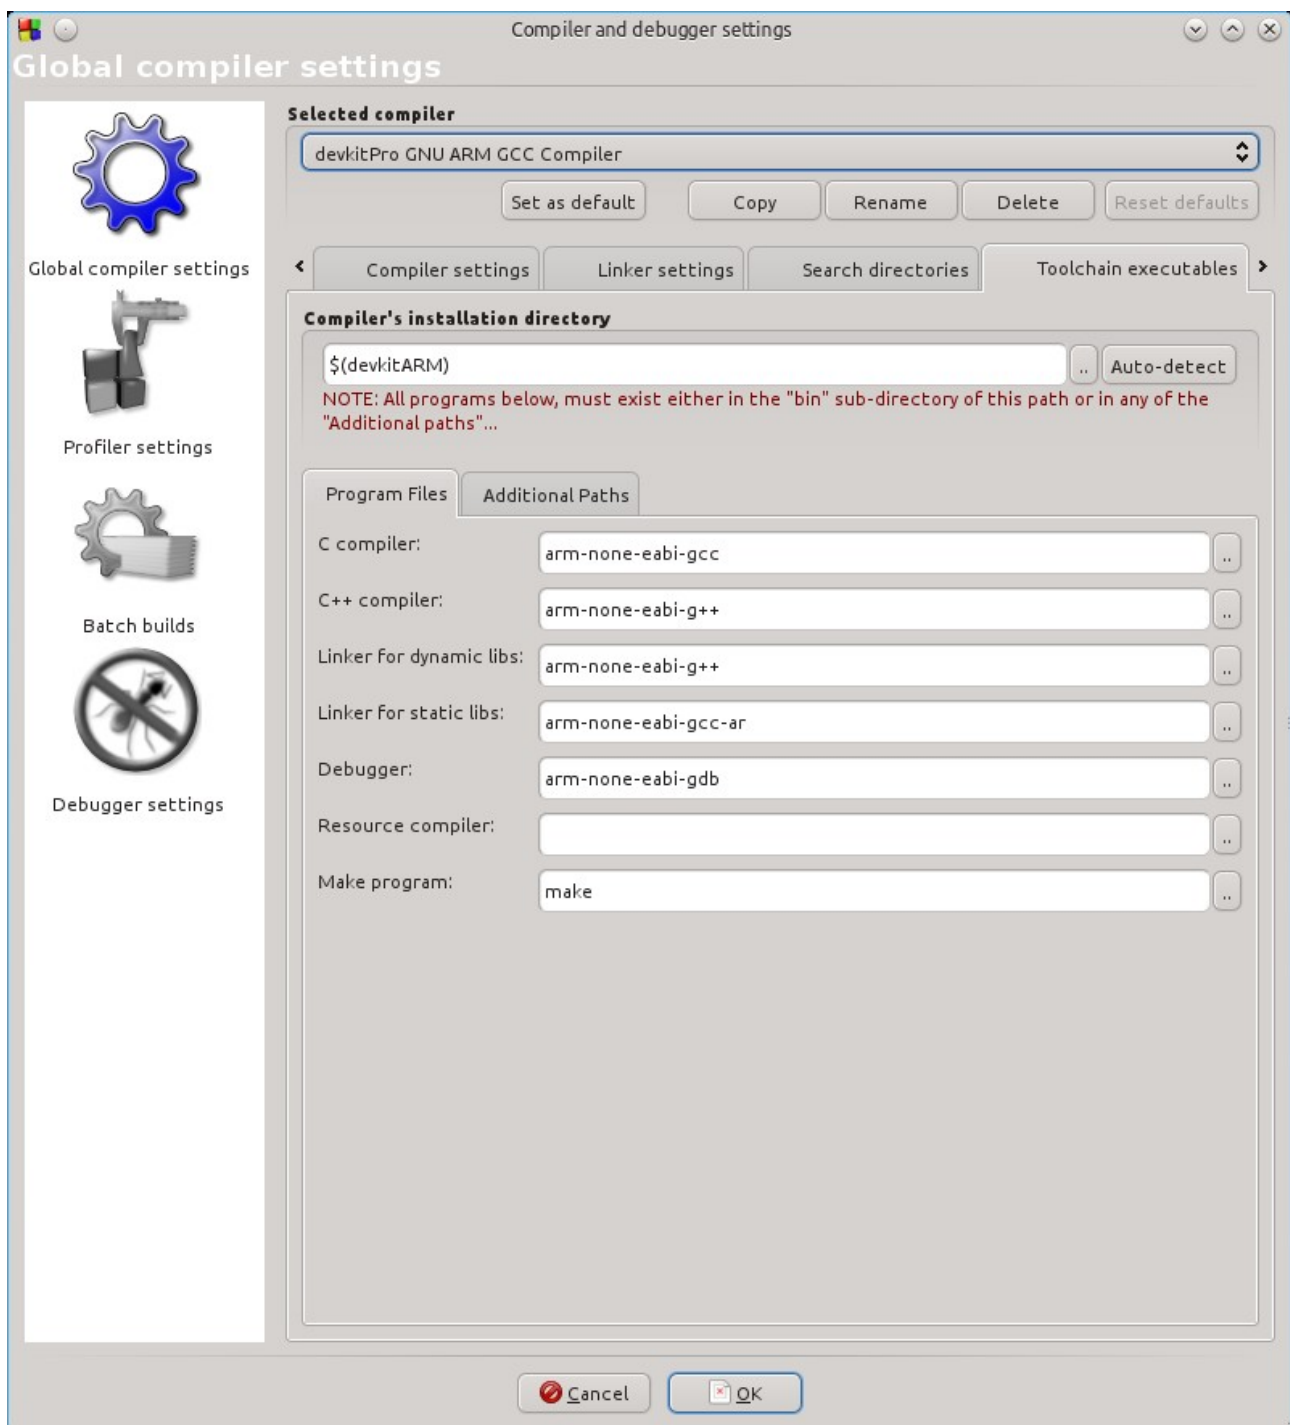 Compiler and debugger settings
Global compiler settings
Selected compiler
devkitPro GNU ARM GCC Compiler
Set as default Copy Rename Delete Reset defaults
Global compiler settings
Compiler settings Linker settings Search directories Toolchain executables
Compiler's installation directory
$(devkitARM) .. Auto-detect
NOTE: All programs below, must exist either in the "bin" sub-directory of this path or in any of the
"Additional paths"...
Profiler settings
Program Files Additional Paths
C compiler: arm-none-eabi-gcc ..
C++ compiler: arm-none-eabi-g++ ..
Batch builds
Linker for dynamic libs: arm-none-eabi-g++ ..
Linker for static libs: arm-none-eabi-gcc-ar ..
Debugger: arm-none-eabi-gdb ..
Debugger settings
Resource compiler: ..
Make program: make ..
Cancel OK